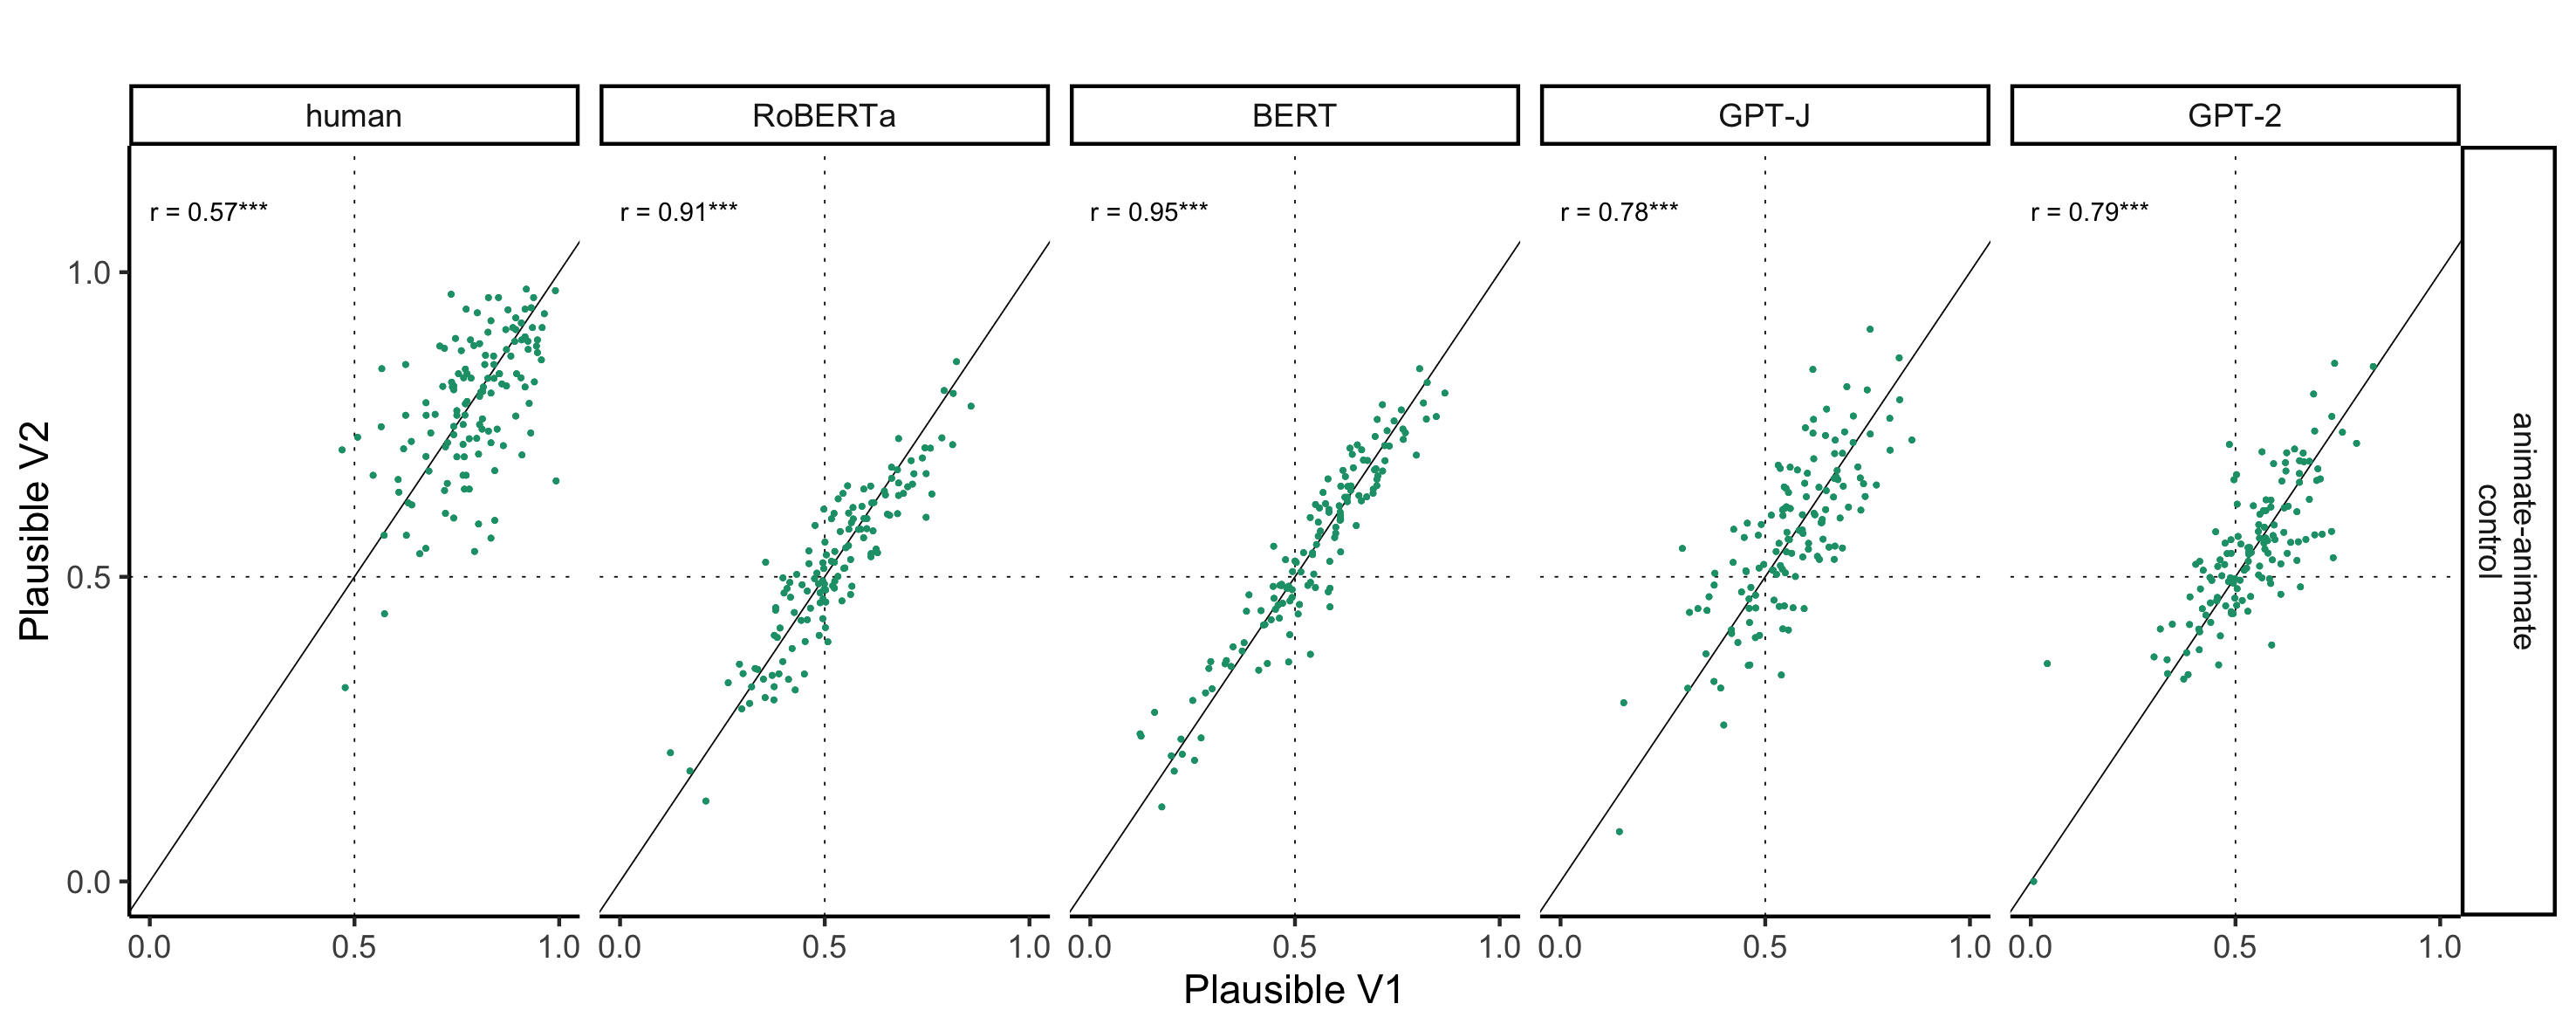 human
RoBERTa
BERT
GPT-J
GPT-2
r = 0.57***
r = 0.91***
r = 0.95***
r = 0.78***
r = 0.79***
1.0
0.5
0.0
Plausible V2
animate-animate
control
0.0 0.5 1.0
0.0 0.5 1.0
0.0 0.5 1.0
0.0 0.5 1.0
0.0 0.5 1.0
Plausible V1